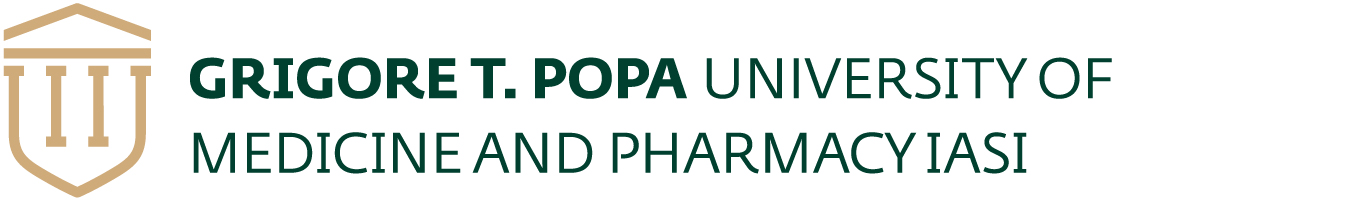 GRIGORE T. POPA UNIVERSITY OF
MEDICINE AND PHARMACY IASI